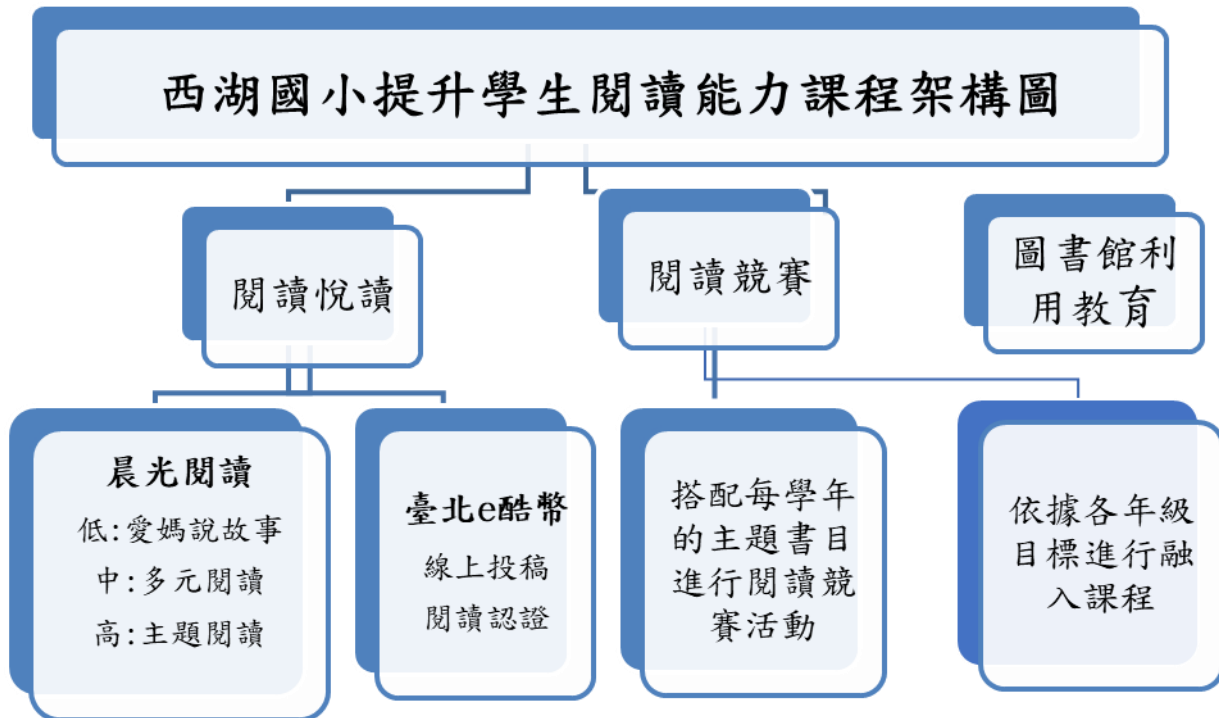 西湖國小提升學生閱讀能力課程架構圖
閱讀悅讀
閱讀競賽
圖書館利
用教育
晨光閱讀
低:愛媽說故事
中:多元閱讀
高:主題閱讀
臺北e酷幣
線上投稿
閱讀認證
搭配每學年
的主題書目
進行閱讀競
賽活動
依據各年級
目標進行融
入課程